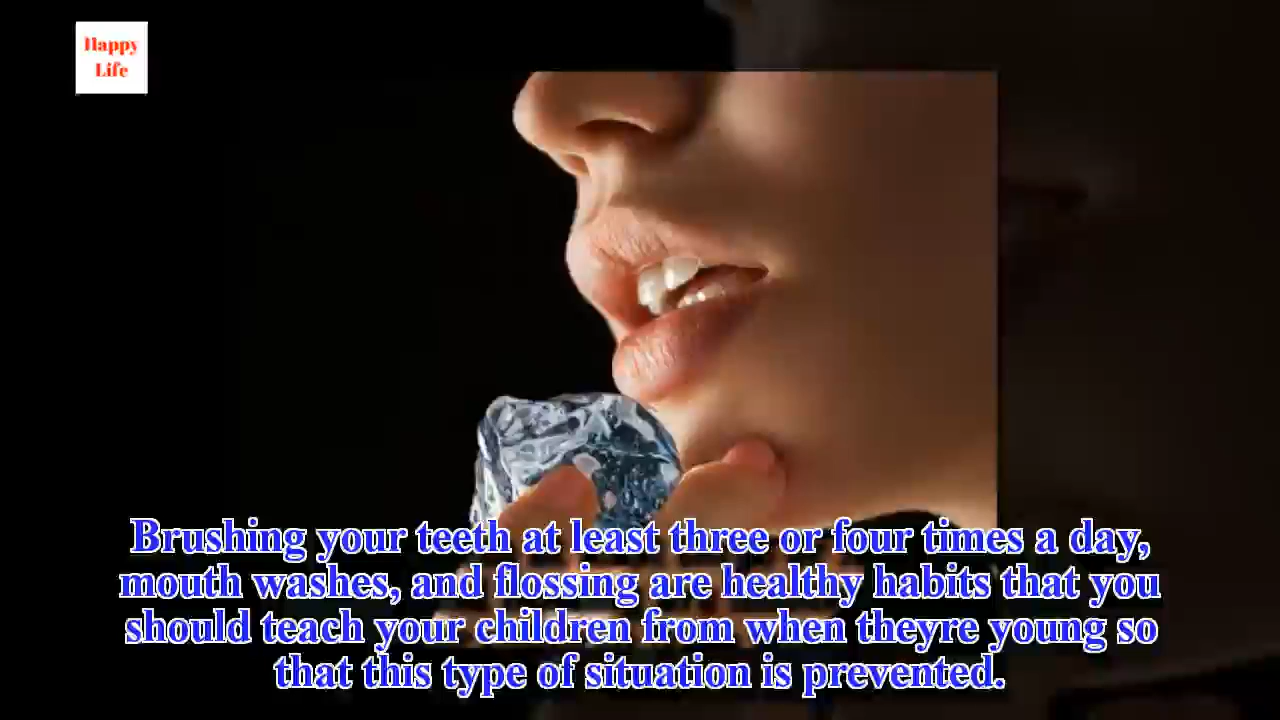 Happy
Life
Brushing your teeth at least three or four times a day,
mouth washes, and flossing are healthy habits that you
should teach your children from when theyre young so
that this type of situation is prevented.